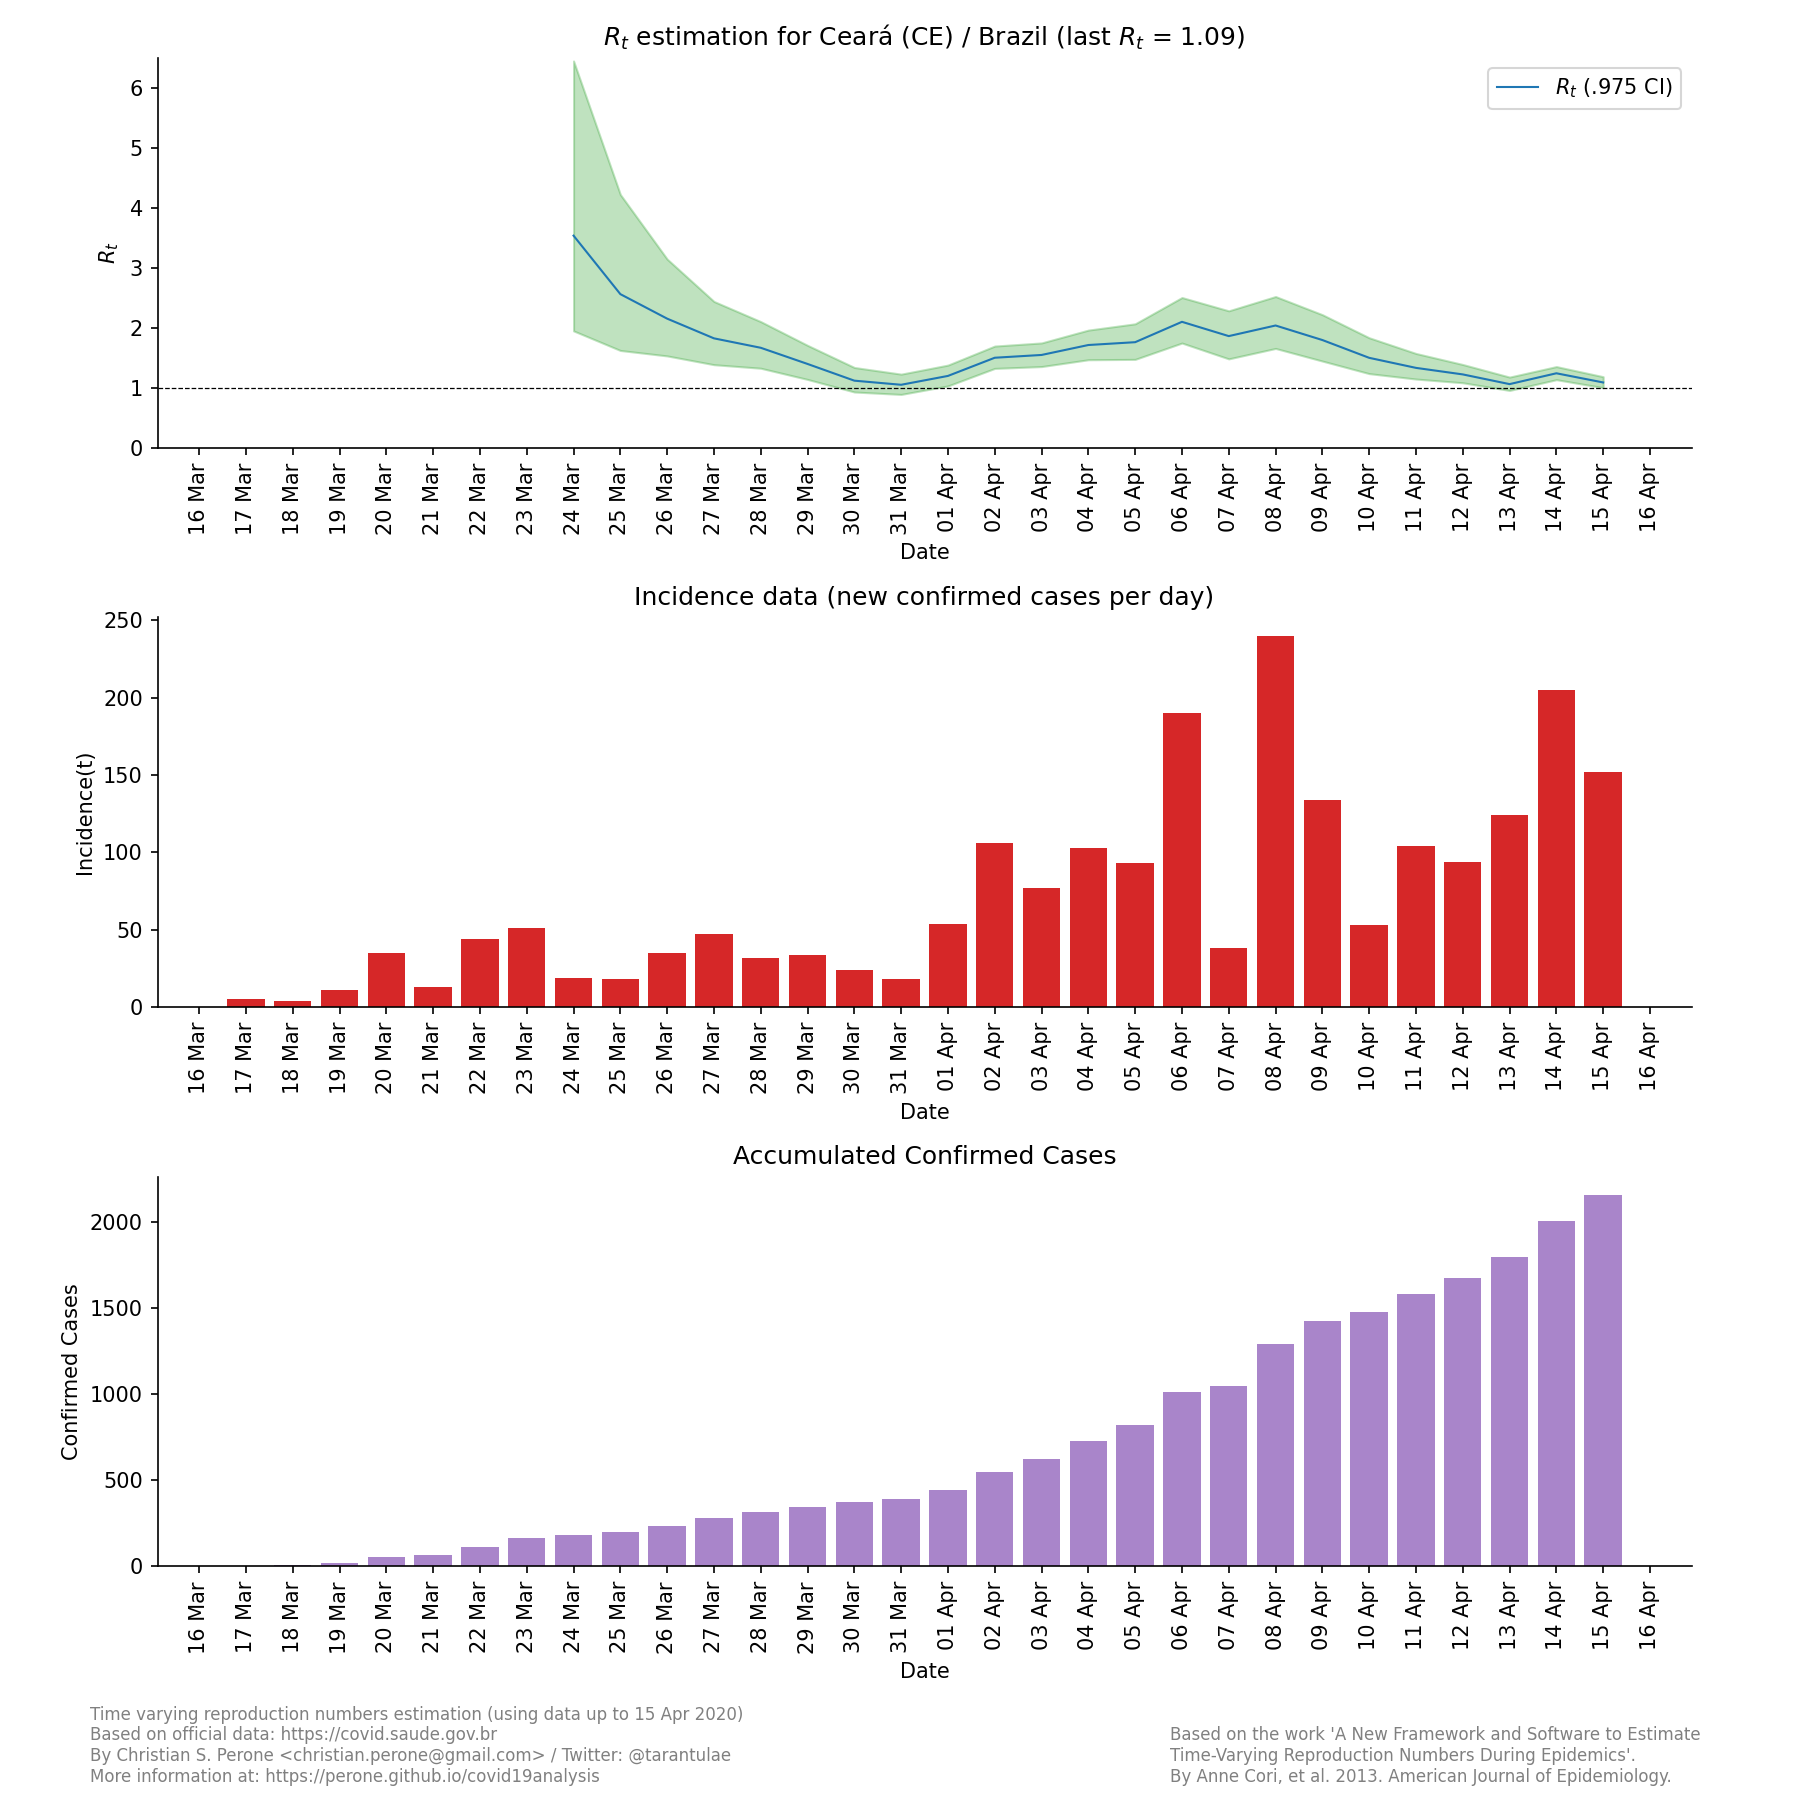 Rt estimation for Ceará (CE) / Brazil (last Rt = 1.09)
Rt (.975 CI)
6
5
4
3
2
1
0
Rt
16 Mar 17 Mar 18 Mar 19 Mar 20 Mar 21 Mar 22 Mar 23 Mar 24 Mar 25 Mar 26 Mar 27 Mar 28 Mar 29 Mar 30 Mar 31 Mar 01 Apr 02 Apr 03 Apr 04 Apr 05 Apr 06 Apr 07 Apr 08 Apr 09 Apr 10 Apr 11 Apr 12 Apr 13 Apr 14 Apr 15 Apr 16 Apr
Date
Incidence data (new confirmed cases per day)
250
200
150
100
50
0
Incidence(t)
16 Mar 17 Mar 18 Mar 19 Mar 20 Mar 21 Mar 22 Mar 23 Mar 24 Mar 25 Mar 26 Mar 27 Mar 28 Mar 29 Mar 30 Mar 31 Mar 01 Apr 02 Apr 03 Apr 04 Apr 05 Apr 06 Apr 07 Apr 08 Apr 09 Apr 10 Apr 11 Apr 12 Apr 13 Apr 14 Apr 15 Apr 16 Apr
Date
Accumulated Confirmed Cases
2000
1500
1000
500
0
Confirmed Cases
16 Mar 17 Mar 18 Mar 19 Mar 20 Mar 21 Mar 22 Mar 23 Mar 24 Mar 25 Mar 26 Mar 27 Mar 28 Mar 29 Mar 30 Mar 31 Mar 01 Apr 02 Apr 03 Apr 04 Apr 05 Apr 06 Apr 07 Apr 08 Apr 09 Apr 10 Apr 11 Apr 12 Apr 13 Apr 14 Apr 15 Apr 16 Apr
Date
Time varying reproduction numbers estimation (using data up to 15 Apr 2020)
Based on official data: https://covid.saude.gov.br
By Christian S. Perone <christian.perone@gmail.com> / Twitter: @tarantulae
More information at: https://perone.github.io/covid19analysis
Based on the work 'A New Framework and Software to Estimate
Time-Varying Reproduction Numbers During Epidemics'.
By Anne Cori, et al. 2013. American Journal of Epidemiology.